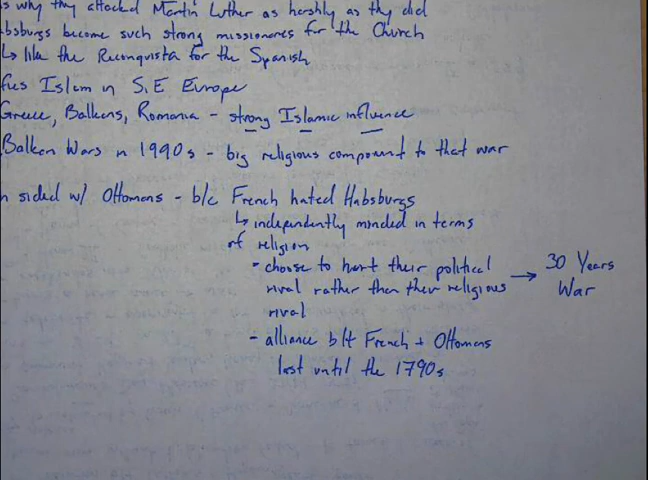 s why they attacked Martin Luther as harshly as they did
bsburgs become such strong missionaries for the Church
↳ like the Reconquista for the Spanish
fies Islam in S.E Europe
Greece, Balkans, Romania - strong Islamic influence
Balkan Wars in 1990s - big religious component to that war
n sided w/ Ottomans - b/c French hated Habsburgs
↳ independently minded in terms
of religion
- choose to hurt their political
rival rather than their religious → 30 Years War
rival
- alliance b/t French + Ottomans
last until the 1790s